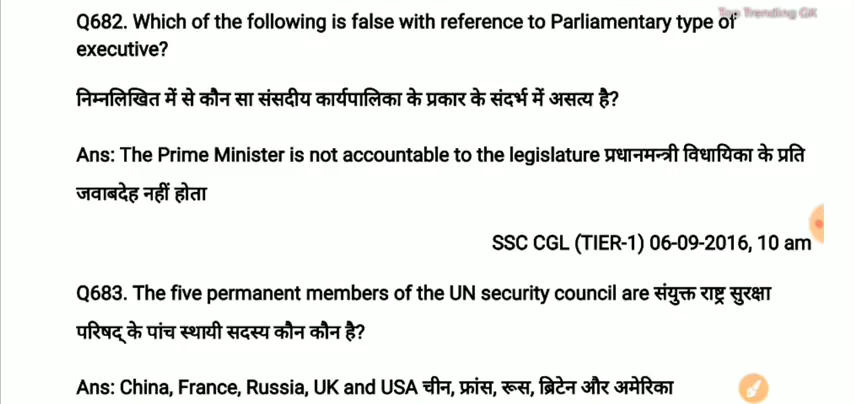 Top Trending GK
Q682. Which of the following is false with reference to Parliamentary type of
executive?
निम्नलिखित में से कौन सा संसदीय कार्यपालिका के प्रकार के संदर्भ में असत्य है?
Ans: The Prime Minister is not accountable to the legislature प्रधानमन्त्री विधायिका के प्रति
जवाबदेह नहीं होता
SSC CGL (TIER-1) 06-09-2016, 10 am
Q683. The five permanent members of the UN security council are संयुक्त राष्ट्र सुरक्षा
परिषद् के पांच स्थायी सदस्य कौन कौन है?
Ans: China, France, Russia, UK and USA चीन, फ्रांस, रूस, ब्रिटेन और अमेरिका